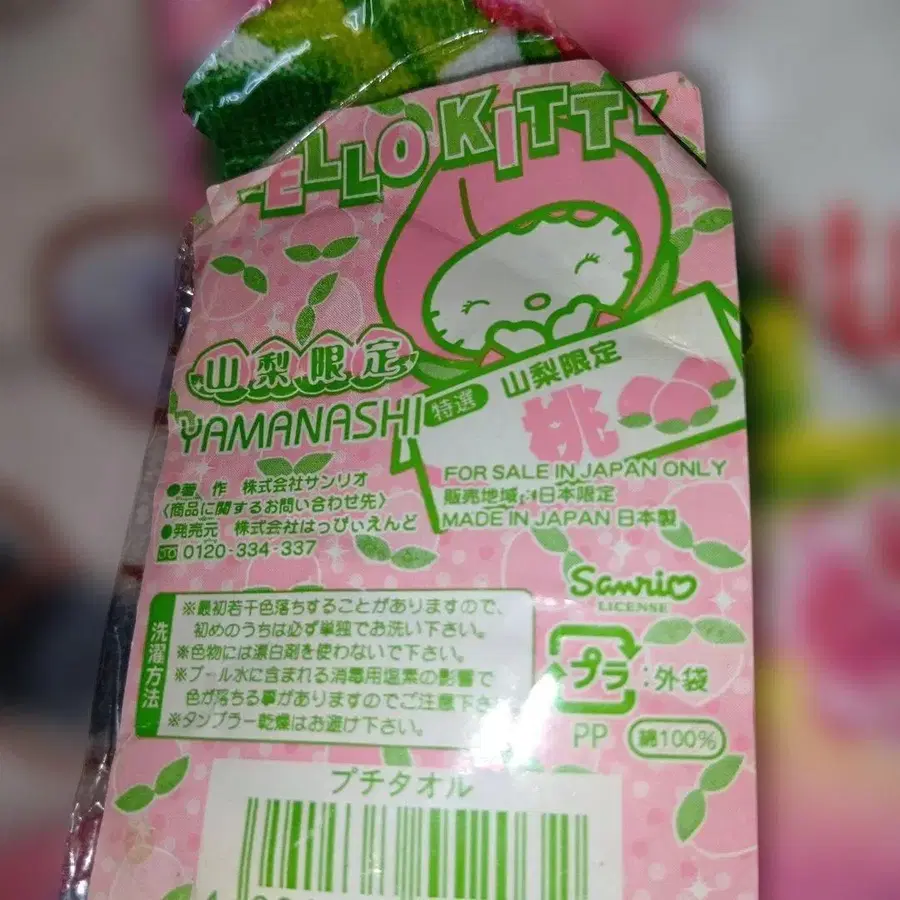 HELLO KITTY
山梨限定
YAMANASHI
特選 山梨限定
桃
FOR SALE IN JAPAN ONLY
販売地域:日本限定
MADE IN JAPAN 日本製
●著 作 株式会社サンリオ
〈商品に関するお問い合わせ先〉
●発売元 株式会社はっぴぃえんど
0120-334-337
Sanrio
LICENSE
洗濯方法
※最初若干色落ちすることがありますので、
初めのうちは必ず単独でお洗い下さい。
※色物には漂白剤を使わないで下さい。
※プール水に含まれる消毒用塩素の影響で
色が落ちる事がありますのでご注意下さ
※タンブラー乾燥はお避け下さい。
プラ:外袋
PP 綿100%
プチタオル